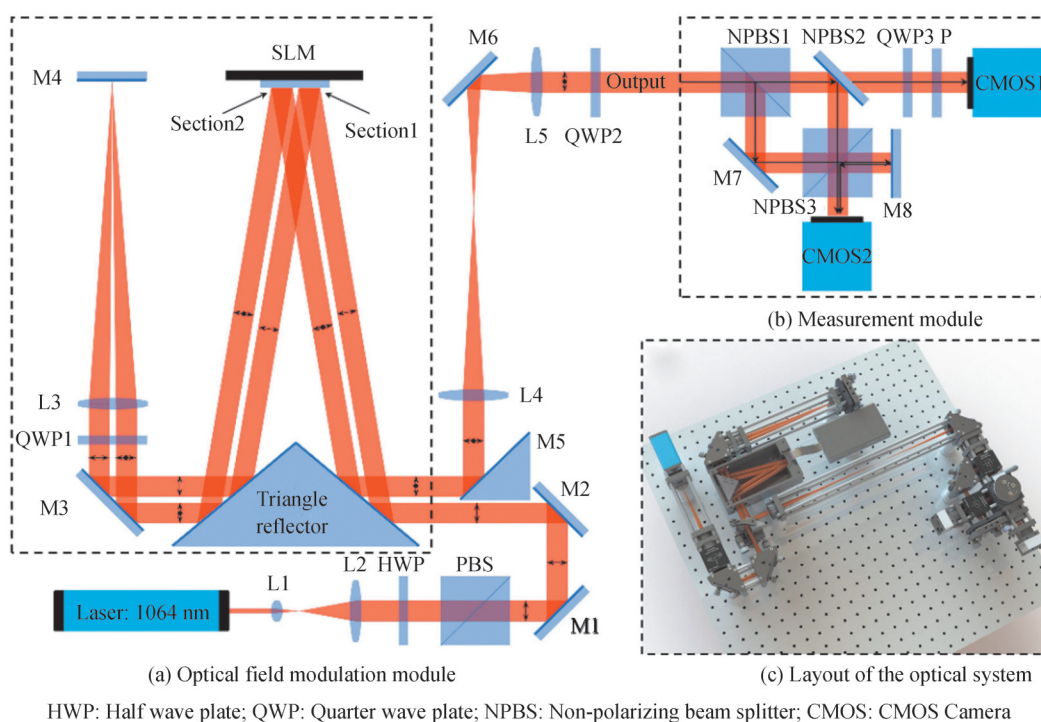 M4
SLM
Section2
Section1
M6
L5
QWP2
Output
NPBS1
NPBS2
QWP3 P
CMOS1
M7
NPBS3
M8
CMOS2
(b) Measurement module
L3
QWP1
M3
Triangle
reflector
L4
M5
M2
L1
L2
HWP
PBS
Laser: 1064 nm
M1
(a) Optical field modulation module
(c) Layout of the optical system
HWP: Half wave plate; QWP: Quarter wave plate; NPBS: Non-polarizing beam splitter; CMOS: CMOS Camera